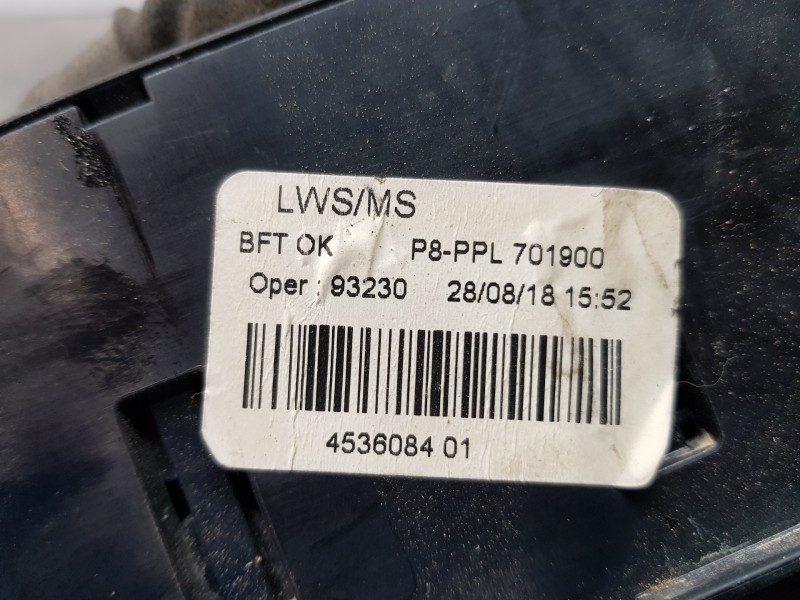 LWS/MS
BFT OK P8-PPL 701900
Oper : 93230 28/08/18 15:52
4536084 01